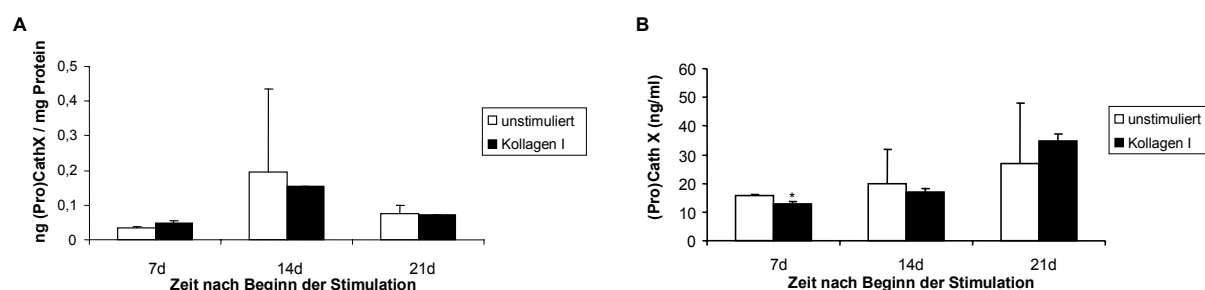 A
ng (Pro)CathX / mg Protein
0,5
0,4
0,3
0,2
0,1
0
7d
14d
21d
Zeit nach Beginn der Stimulation
unstimuliert
Kollagen I
B
(Pro)Cath X (ng/ml)
60
50
40
30
20
10
0
*
7d
14d
21d
Zeit nach Beginn der Stimulation
unstimuliert
Kollagen I